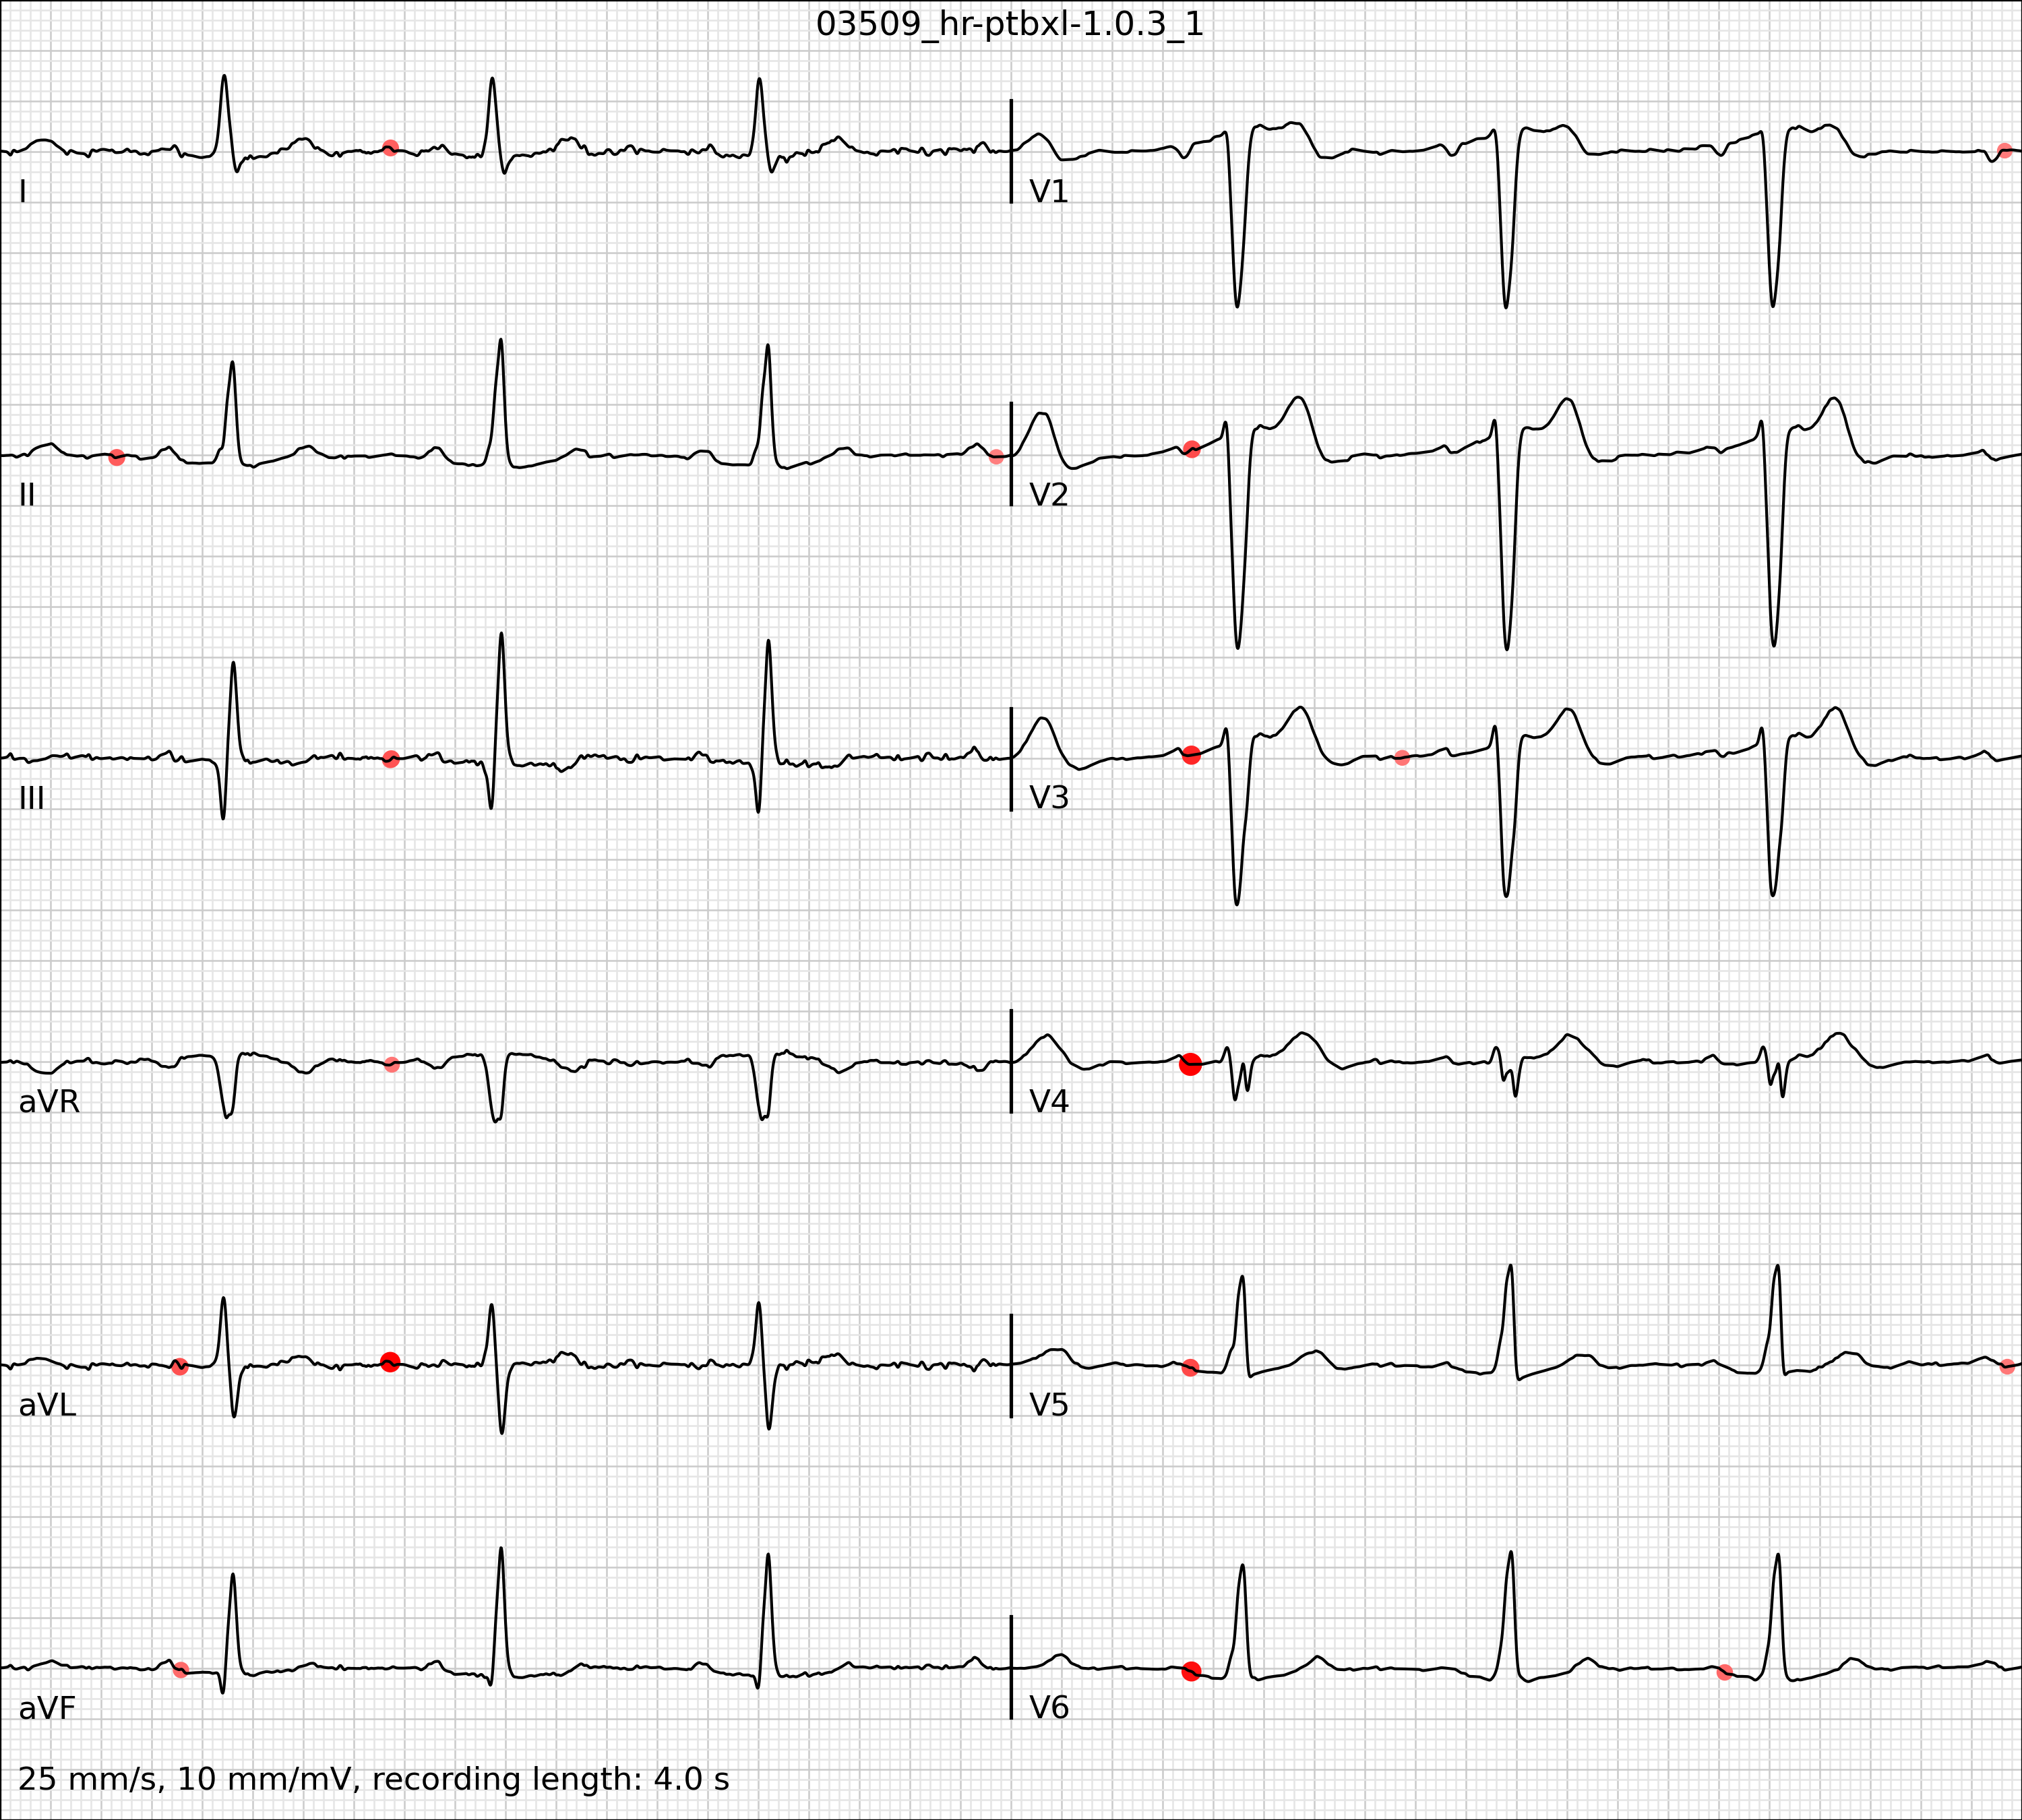 03509_hr-ptbxl-1.0.3_1
I
V1
II
V2
III
V3
aVR
V4
aVL
V5
aVF
V6
25 mm/s, 10 mm/mV, recording length: 4.0 s